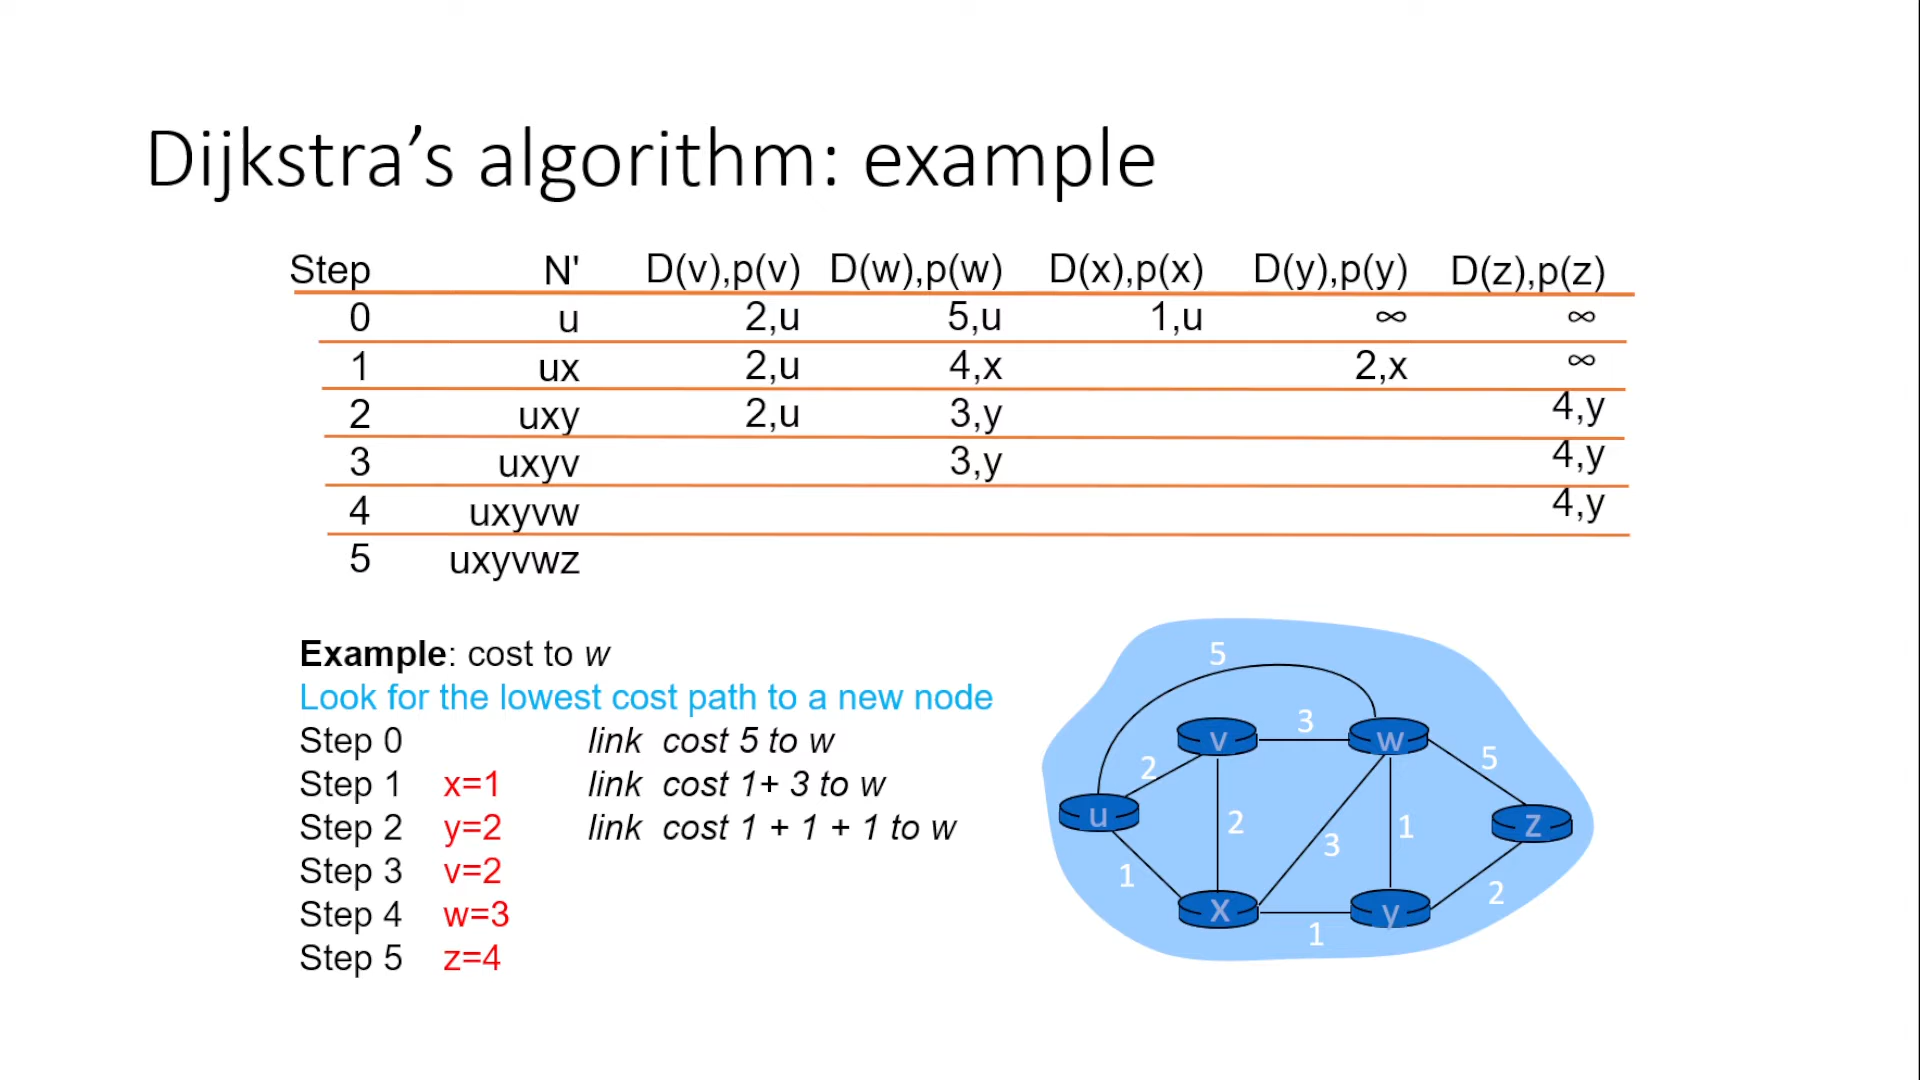 Dijkstra’s algorithm: example
Step N' D(v),p(v) D(w),p(w) D(x),p(x) D(y),p(y) D(z),p(z)
0 u 2,u 5,u 1,u ∞ ∞
1 ux 2,u 4,x 2,x ∞
2 uxy 2,u 3,y 4,y
3 uxyv 3,y 4,y
4 uxyvw 4,y
5 uxyvwz
Example: cost to w
Look for the lowest cost path to a new node
Step 0 link cost 5 to w
Step 1 x=1 link cost 1+ 3 to w
Step 2 y=2 link cost 1 + 1 + 1 to w
Step 3 v=2
Step 4 w=3
Step 5 z=4
5
3
v w
2 5
u 2 1 z
3
1 2
x y
1